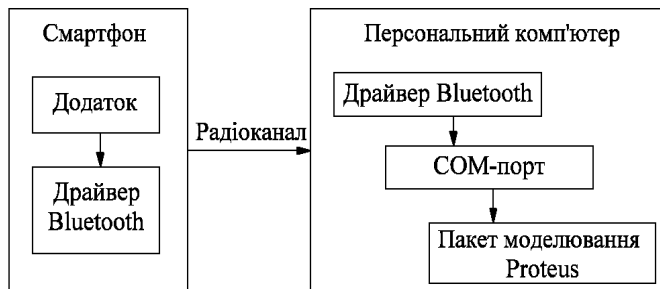 Смартфон
Додаток
Драйвер
Bluetooth
Радіоканал
Персональний комп'ютер
Драйвер Bluetooth
COM-порт
Пакет моделювання
Proteus